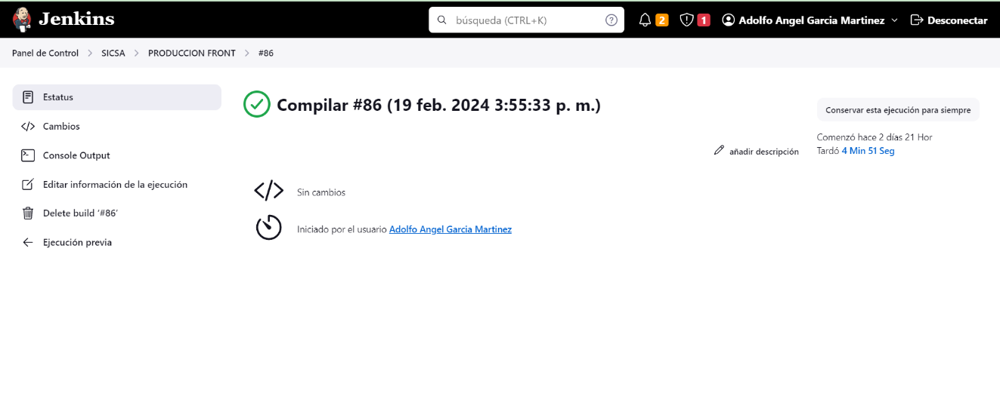 Jenkins
búsqueda (CTRL+K)
2
1
Adolfo Angel Garcia Martinez
Desconectar
Panel de Control
SICSA
PRODUCCION FRONT
#86
Estatus
Cambios
Console Output
Editar información de la ejecución
Delete build ‘#86’
Ejecución previa
Compilar #86 (19 feb. 2024 3:55:33 p. m.)
Conservar esta ejecución para siempre
Comenzó hace 2 días 21 Hor
Tardó 4 Min 51 Seg
añadir descripción
Sin cambios
Iniciado por el usuario Adolfo Angel Garcia Martinez